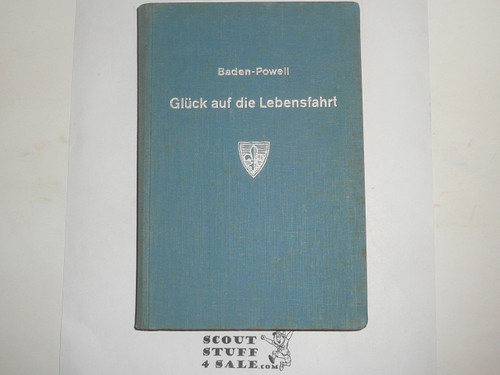 Baden-Powell
Glück auf die Lebensfahrt
SCOUT
STUFF
4 SALE.COM